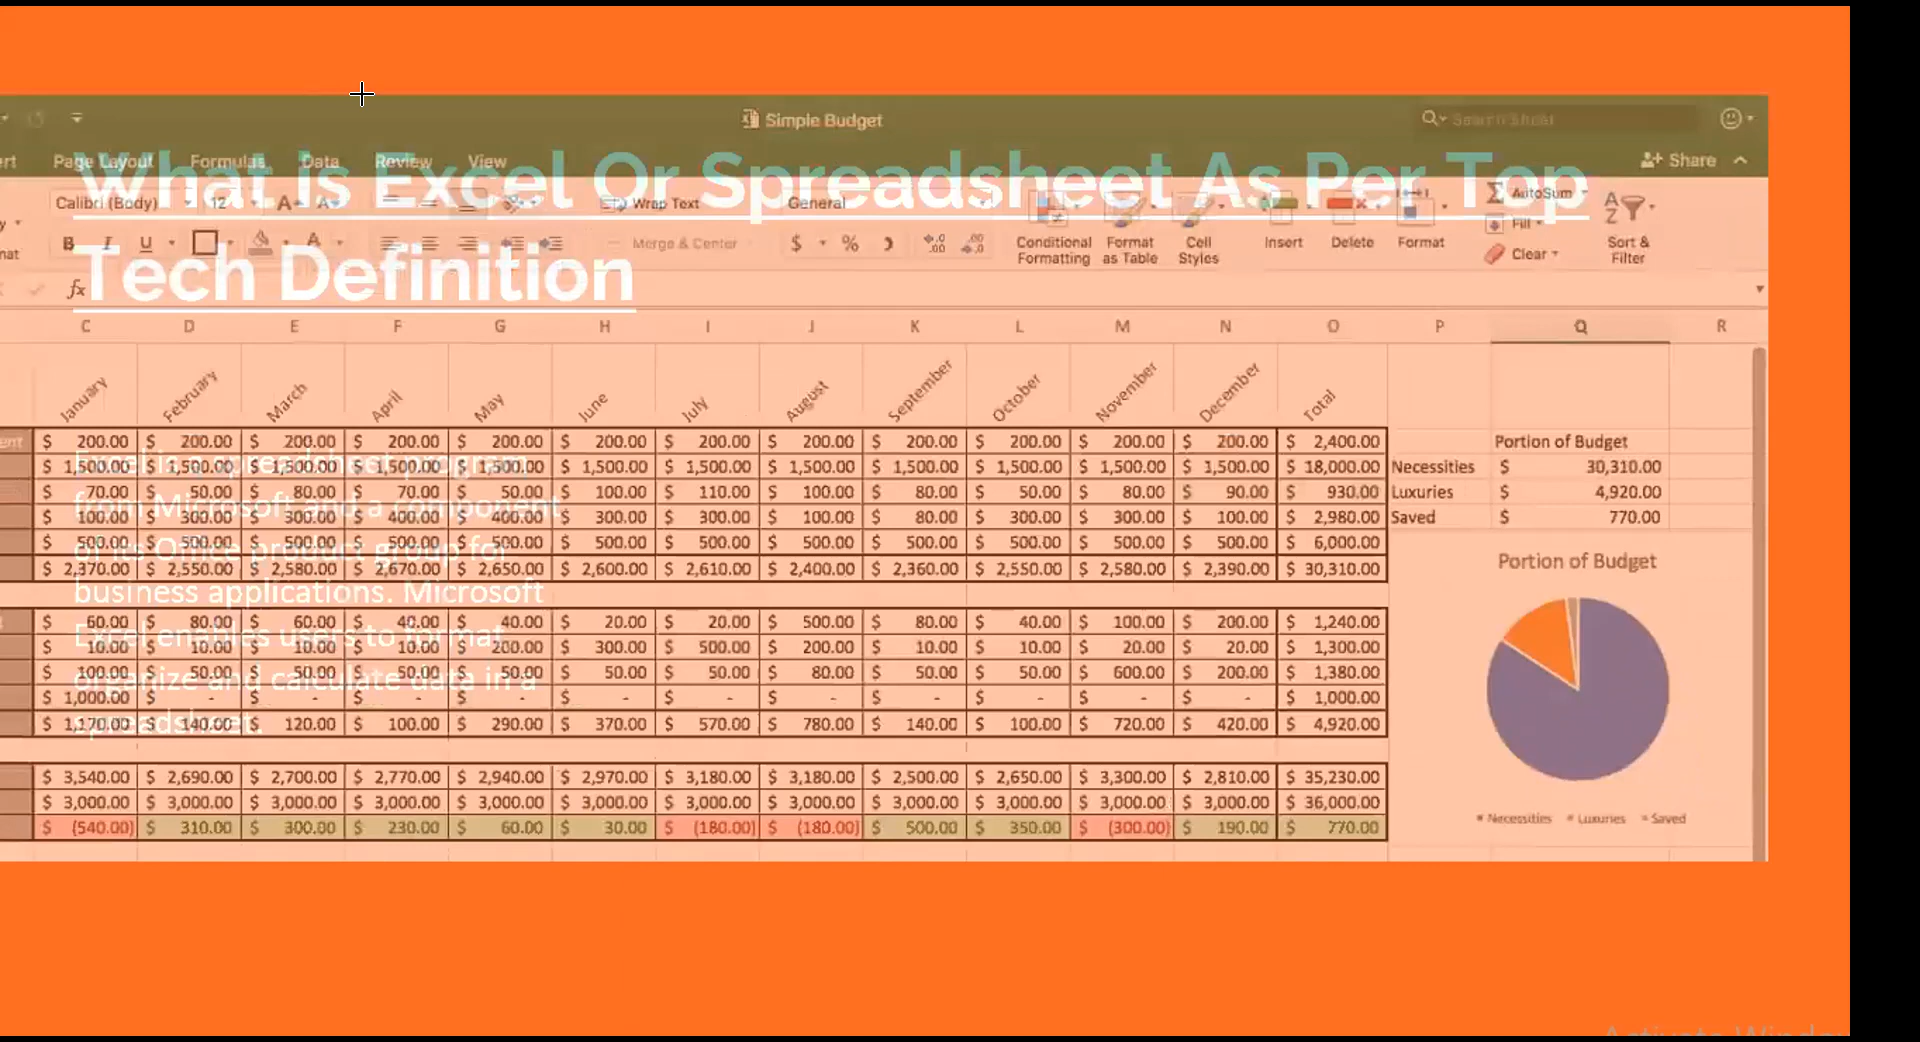 Simple Budget
Search Sheet
Page Layout Formulas Data Review View
Share
What is Excel Or Spreadsheet As Per Top
Tech Definition
Calibri (Body) 12 A A Wrap Text General AutoSum
Fill
B I U A Merge & Center $ % Conditional Formatting Format as Table Cell Styles Insert Delete Format Clear Sort & Filter
fx
C D E F G H I J K L M N O P Q R
January February March April May June July August September October November December Total
$ 200.00 $ 200.00 $ 200.00 $ 200.00 $ 200.00 $ 200.00 $ 200.00 $ 200.00 $ 200.00 $ 200.00 $ 200.00 $ 200.00 $ 2,400.00 Portion of Budget
$ 1,500.00 $ 1,500.00 $ 1,500.00 $ 1,500.00 $ 1,500.00 $ 1,500.00 $ 1,500.00 $ 1,500.00 $ 1,500.00 $ 1,500.00 $ 1,500.00 $ 1,500.00 $ 18,000.00 Necessities $ 30,310.00
$ 70.00 $ 50.00 $ 80.00 $ 70.00 $ 50.00 $ 100.00 $ 110.00 $ 100.00 $ 80.00 $ 50.00 $ 80.00 $ 90.00 $ 930.00 Luxuries $ 4,920.00
$ 100.00 $ 300.00 $ 300.00 $ 400.00 $ 400.00 $ 300.00 $ 300.00 $ 100.00 $ 80.00 $ 300.00 $ 300.00 $ 100.00 $ 2,980.00 Saved $ 770.00
$ 500.00 $ 500.00 $ 500.00 $ 500.00 $ 500.00 $ 500.00 $ 500.00 $ 500.00 $ 500.00 $ 500.00 $ 500.00 $ 500.00 $ 6,000.00
$ 2,370.00 $ 2,550.00 $ 2,580.00 $ 2,670.00 $ 2,650.00 $ 2,600.00 $ 2,610.00 $ 2,400.00 $ 2,360.00 $ 2,550.00 $ 2,580.00 $ 2,390.00 $ 30,310.00
Excel is a spreadsheet program
from Microsoft and a component
of its Office product group for
business applications. Microsoft
Excel enables users to format,
organize and calculate data in a
spreadsheet.
$ 60.00 $ 80.00 $ 60.00 $ 40.00 $ 40.00 $ 20.00 $ 20.00 $ 500.00 $ 80.00 $ 40.00 $ 100.00 $ 200.00 $ 1,240.00
$ 10.00 $ 10.00 $ 10.00 $ 10.00 $ 200.00 $ 300.00 $ 500.00 $ 200.00 $ 10.00 $ 10.00 $ 20.00 $ 20.00 $ 1,300.00
$ 100.00 $ 50.00 $ 50.00 $ 50.00 $ 50.00 $ 50.00 $ 50.00 $ 80.00 $ 50.00 $ 50.00 $ 600.00 $ 200.00 $ 1,380.00
$ 1,000.00 $ - $ - $ - $ - $ - $ - $ - $ - $ - $ - $ - $ 1,000.00
$ 1,170.00 $ 140.00 $ 120.00 $ 100.00 $ 290.00 $ 370.00 $ 570.00 $ 780.00 $ 140.00 $ 100.00 $ 720.00 $ 420.00 $ 4,920.00
$ 3,540.00 $ 2,690.00 $ 2,700.00 $ 2,770.00 $ 2,940.00 $ 2,970.00 $ 3,180.00 $ 3,180.00 $ 2,500.00 $ 2,650.00 $ 3,300.00 $ 2,810.00 $ 35,230.00
$ 3,000.00 $ 3,000.00 $ 3,000.00 $ 3,000.00 $ 3,000.00 $ 3,000.00 $ 3,000.00 $ 3,000.00 $ 3,000.00 $ 3,000.00 $ 3,000.00 $ 3,000.00 $ 36,000.00
$ (540.00) $ 310.00 $ 300.00 $ 230.00 $ 60.00 $ 30.00 $ (180.00) $ (180.00) $ 500.00 $ 350.00 $ (300.00) $ 190.00 $ 770.00
Portion of Budget
Necessities Luxuries Saved